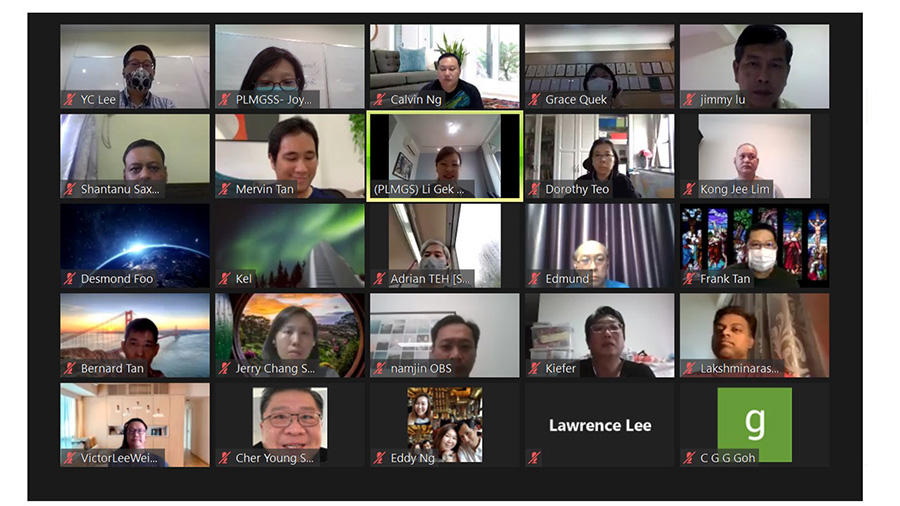 YC Lee
PLMGSS- Joy...
Calvin Ng
Grace Quek
jimmy lu
Shantanu Sax...
Mervin Tan
(PLMGS) Li Gek ...
Dorothy Teo
Kong Jee Lim
Desmond Foo
Kel
Adrian TEH [S...
Edmund
Frank Tan
Bernard Tan
Jerry Chang S...
namjin OBS
Kiefer
Lakshminaras...
VictorLeeWei...
Cher Young S...
Eddy Ng
Lawrence Lee
g
C G G Goh